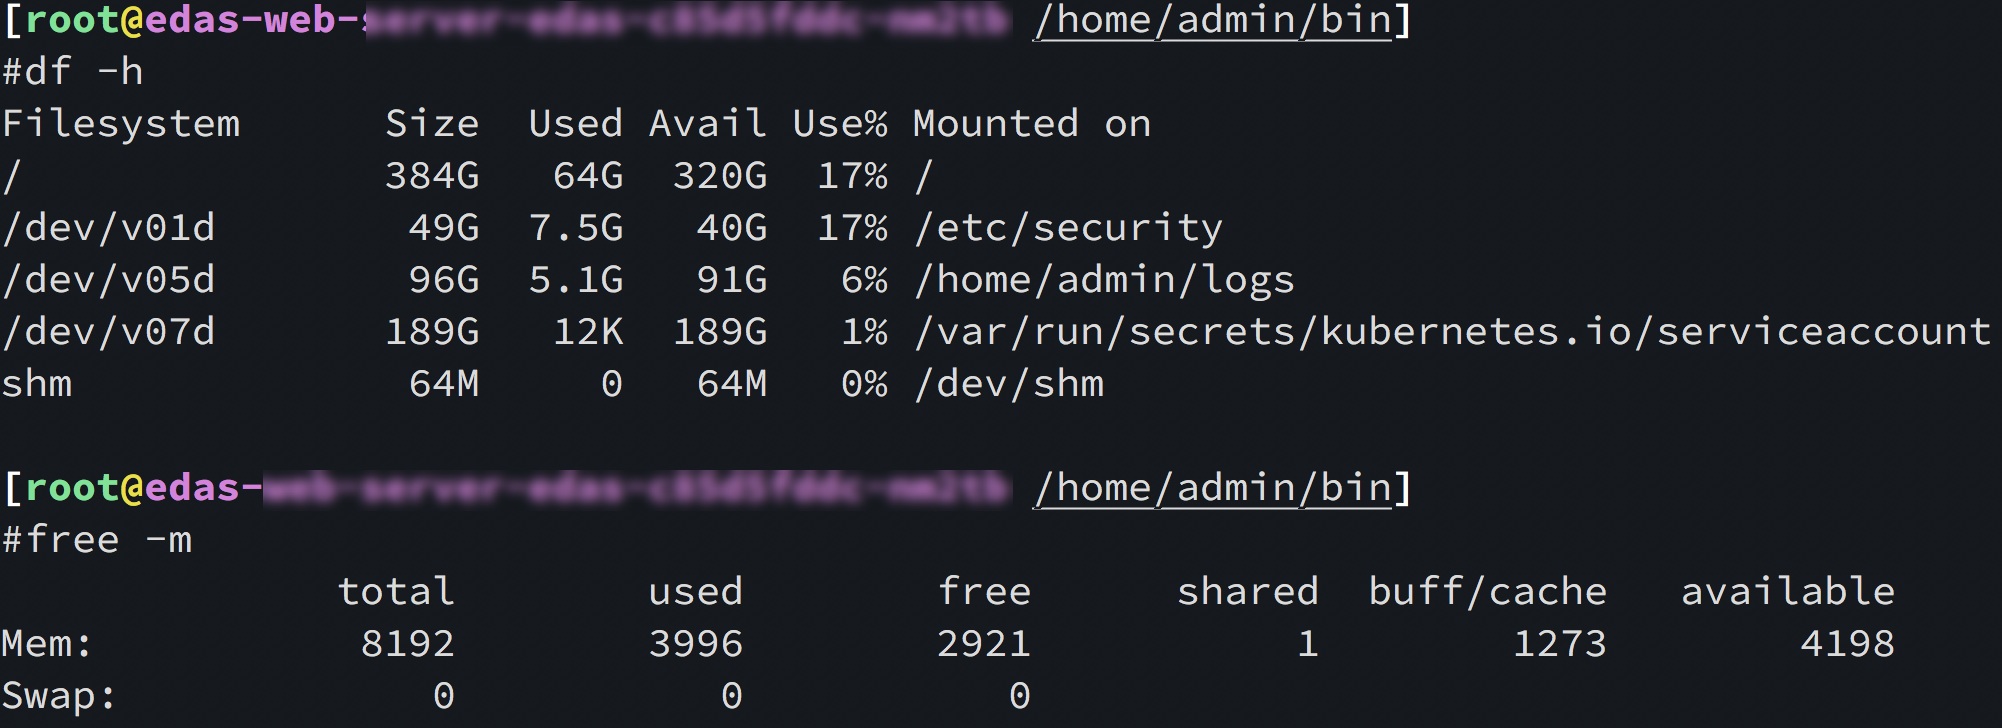 [root@edas-web- /home/admin/bin]
#df -h
Filesystem      Size  Used Avail Use% Mounted on
/               384G   64G  320G  17% /
/dev/v01d        49G  7.5G   40G  17% /etc/security
/dev/v05d        96G  5.1G   91G   6% /home/admin/logs
/dev/v07d       189G   12K  189G   1% /var/run/secrets/kubernetes.io/serviceaccount
shm              64M     0   64M   0% /dev/shm
[root@edas- /home/admin/bin]
#free -m
              total        used        free      shared  buff/cache   available
Mem:           8192        3996        2921           1        1273        4198
Swap:             0           0           0